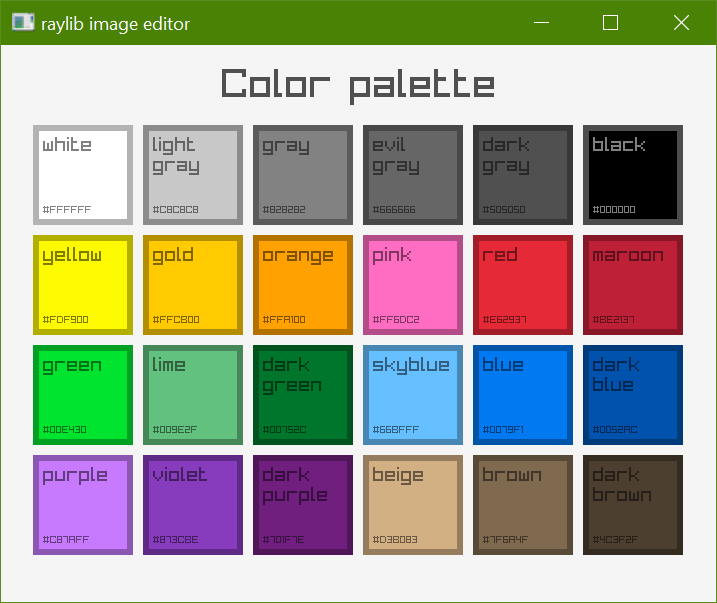 raylib image editor
Color palette
white
#FFFFFF
light
gray
#C8C8C8
gray
#828282
evil
gray
#666666
dark
gray
#505050
black
#000000
yellow
#FDF900
gold
#FFCB00
orange
#FFA100
pink
#FF6DC2
red
#E62937
maroon
#BE2137
green
#00E430
lime
#009E2F
dark
green
#00752C
skyblue
#66BFFF
blue
#0079F1
dark
blue
#0052AC
purple
#C87AFF
violet
#873CBE
dark
purple
#701F7E
beige
#D3B083
brown
#7F6A4F
dark
brown
#4C3F2F